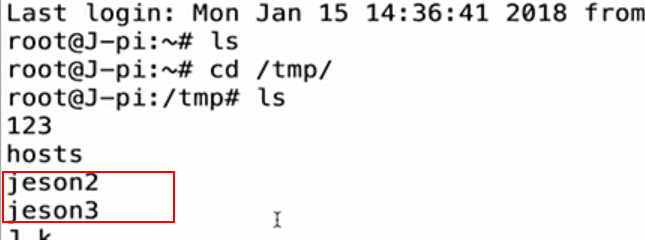 Last login: Mon Jan 15 14:36:41 2018 from
root@J-pi:~# ls
root@J-pi:~# cd /tmp/
root@J-pi:/tmp# ls
123
hosts
jeson2
jeson3